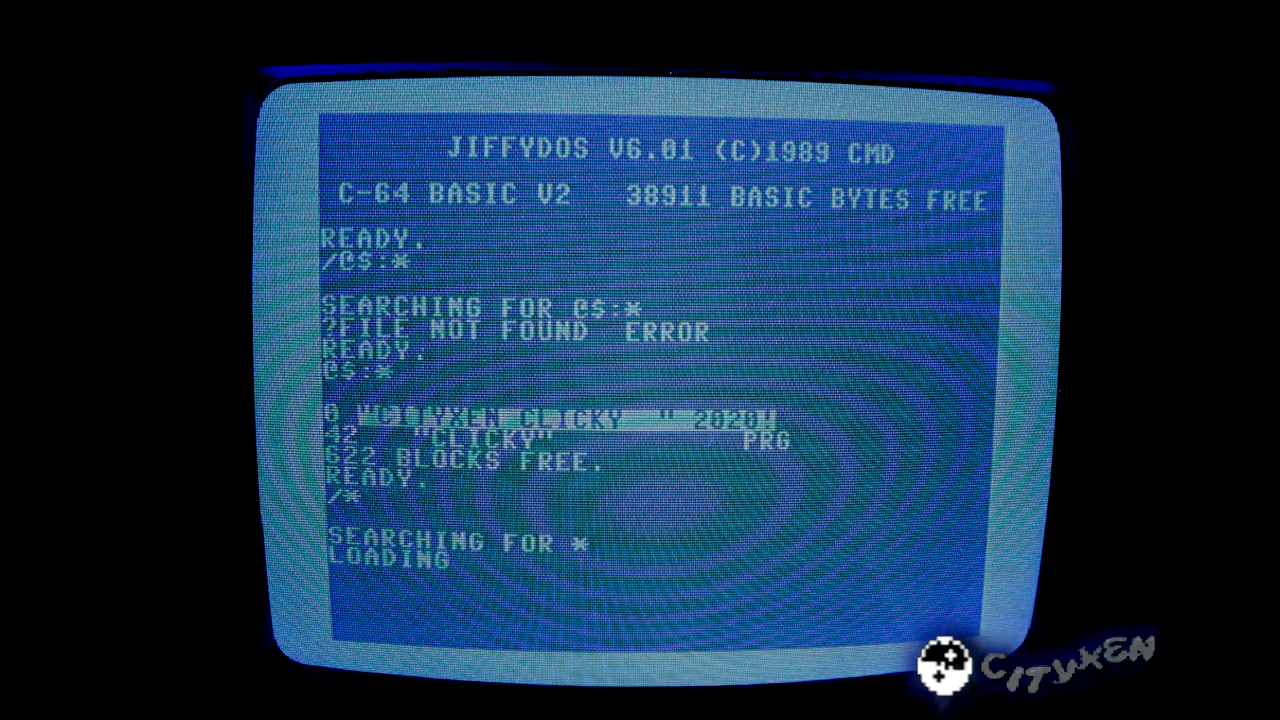 JIFFYDOS V6.01 (C)1989 CMD
C-64 BASIC V2 38911 BASIC BYTES FREE
READY.
/@$:*
SEARCHING FOR @$:*
?FILE NOT FOUND ERROR
READY.
@$:*
0 "CITYXEN CLICKY " 2020!
42 "CLICKY" PRG
622 BLOCKS FREE.
READY.
/*
SEARCHING FOR *
LOADING
CITYXEN